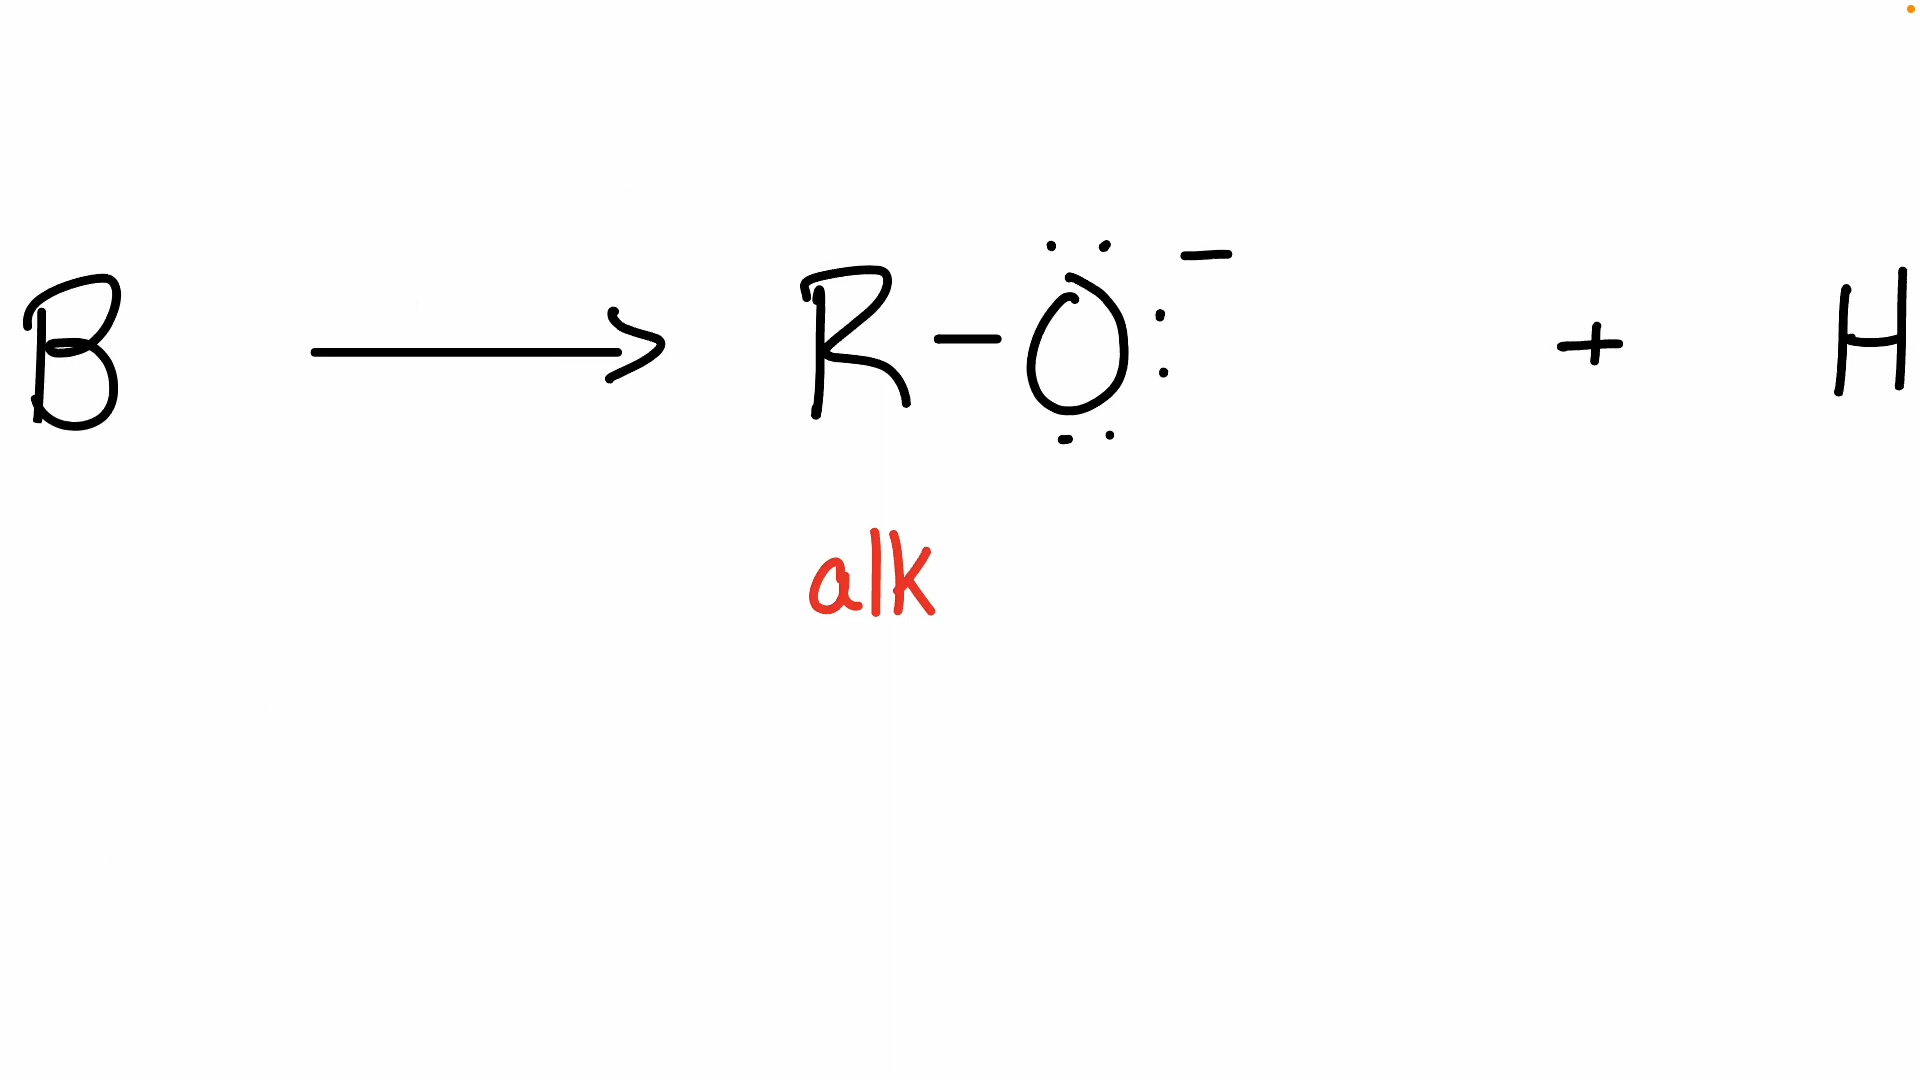 B ⟶ R – Ö:⁻ + H
alk